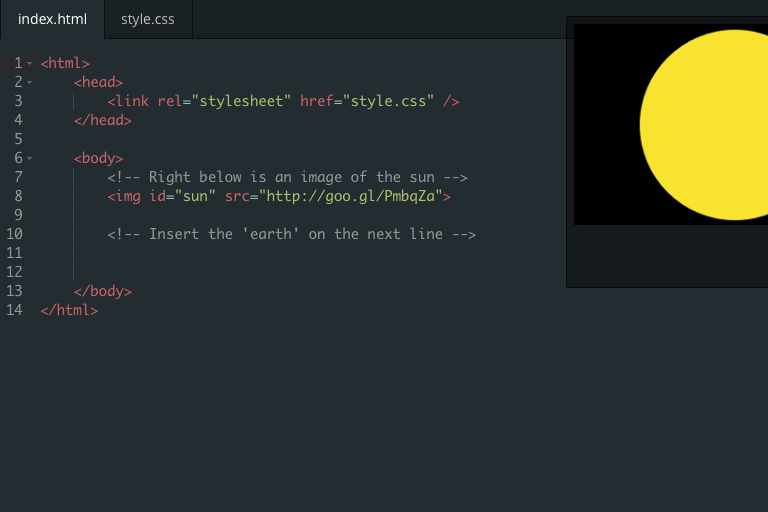 index.html style.css
1 <html>
2 <head>
3 <link rel="stylesheet" href="style.css" />
4 </head>
5
6 <body>
7 <!-- Right below is an image of the sun -->
8 <img id="sun" src="http://goo.gl/PmbqZa">
9
10 <!-- Insert the 'earth' on the next line -->
11
12
13 </body>
14 </html>